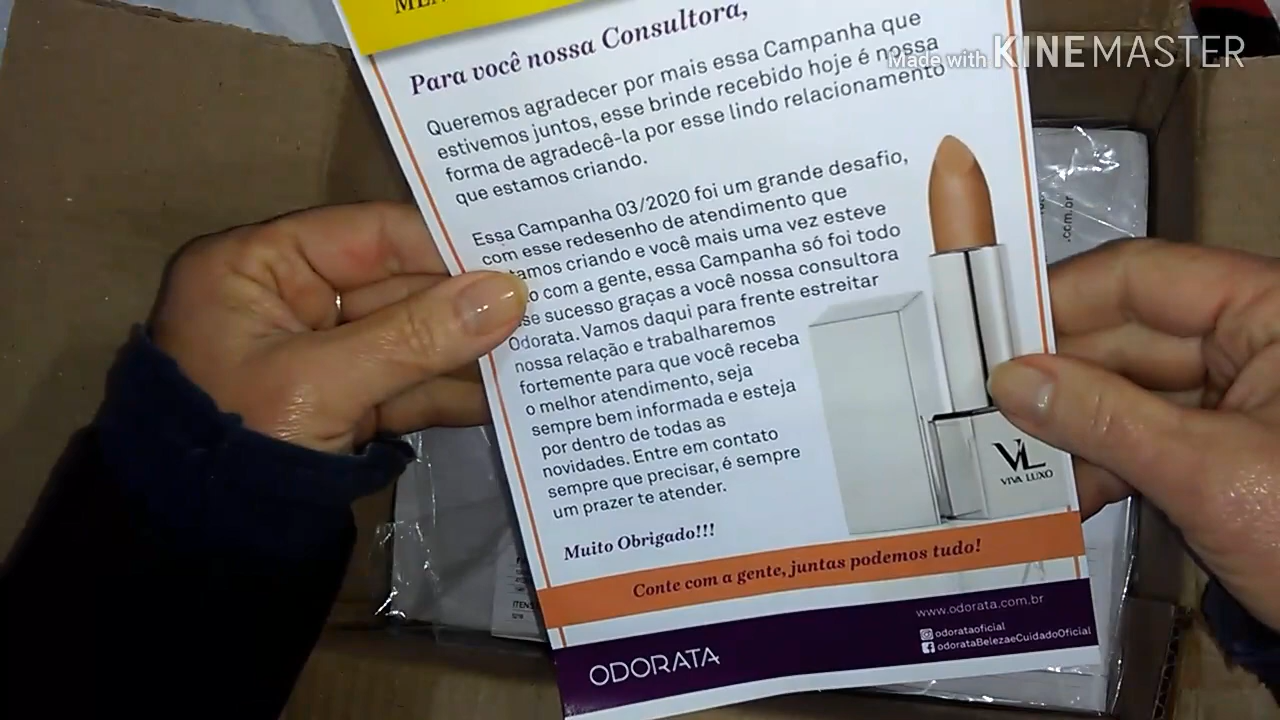 Para você nossa Consultora,
Queremos agradecer por mais essa Campanha que
estivemos juntos, esse brinde recebido hoje é nossa
forma de agradecê-la por esse lindo relacionamento
que estamos criando.
Essa Campanha 03/2020 foi um grande desafio,
com esse redesenho de atendimento que
tamos criando e você mais uma vez esteve
o com a gente, essa Campanha só foi todo
se sucesso graças a você nossa consultora
Odorata. Vamos daqui para frente estreitar
nossa relação e trabalharemos
fortemente para que você receba
o melhor atendimento, seja
sempre bem informada e esteja
por dentro de todas as
novidades. Entre em contato
sempre que precisar, é sempre
um prazer te atender.
Muito Obrigado!!!
Conte com a gente, juntas podemos tudo!
ODORATA
www.odorata.com.br
odorataoficial
odorataBelezaeCuidadoOficial
VL
VIVA LUXO
.com.br
Made with KINEMASTER